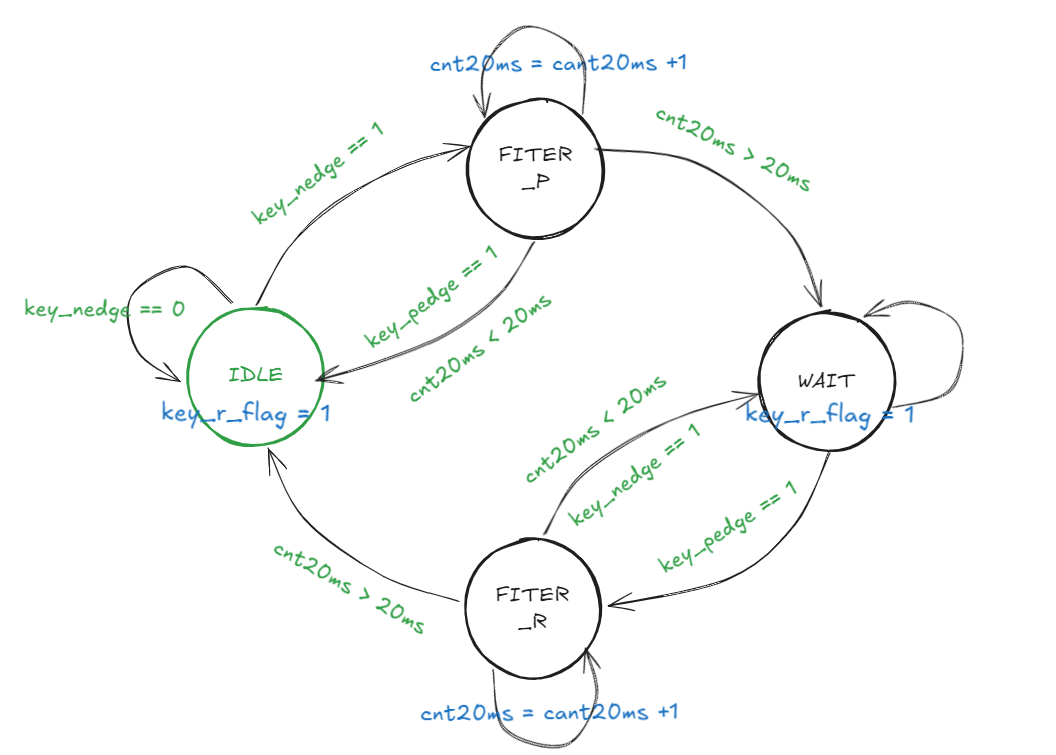 cnt20ms = cant20ms +1
FITER
_P
cnt20ms > 20ms
key_nedge == 1
key_pedge == 1
cnt20ms < 20ms
key_nedge == 0
IDLE
key_r_flag = 1
WAIT
key_r_flag = 1
cnt20ms < 20ms
key_nedge == 1
key_pedge == 1
cnt20ms > 20ms
FITER
_R
cnt20ms = cant20ms +1